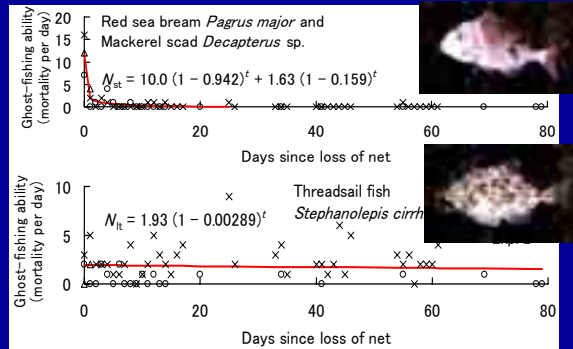 Ghost-fishing ability
(mortality per day)
20
15
10
5
0
Red sea bream Pagrus major and
Mackerel scad Decapterus sp.
Nst = 10.0 (1 − 0.942)^t + 1.63 (1 − 0.159)^t
0 20 40 60 80
Days since loss of net
Ghost-fishing ability
(mortality per day)
10
5
0
Threadsail fish
Stephanolepis cirrh
Nlt = 1.93 (1 − 0.00289)^t
0 20 40 60 80
Days since loss of net